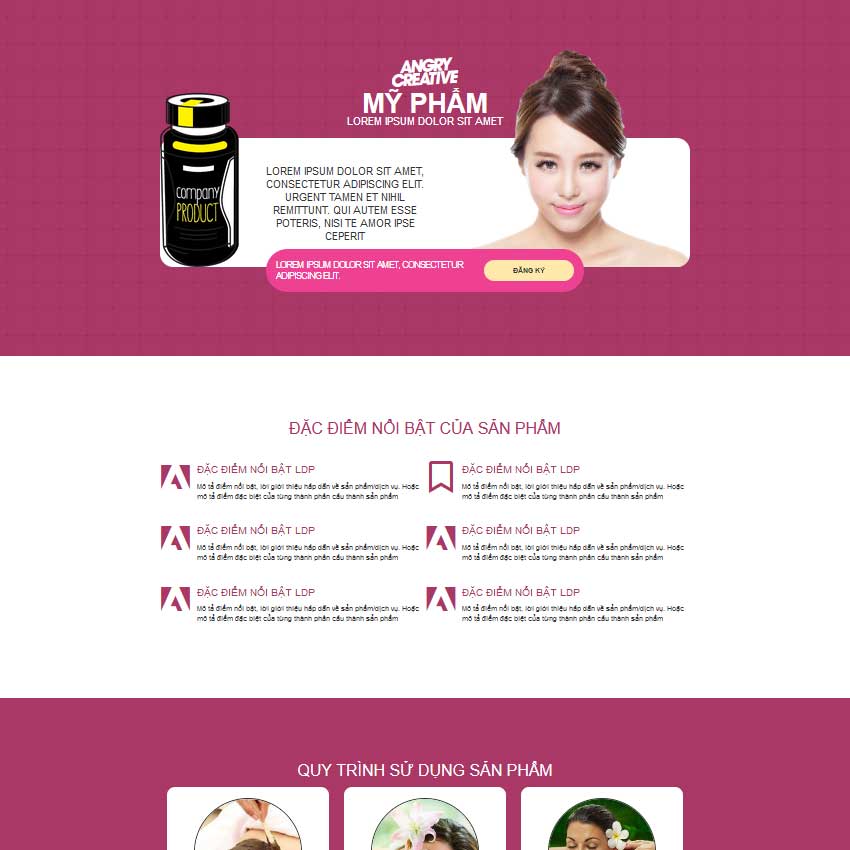 ANGRY
CREATIVE
MỸ PHẨM
LOREM IPSUM DOLOR SIT AMET
company
PRODUCT
LOREM IPSUM DOLOR SIT AMET,
CONSECTETUR ADIPISCING ELIT.
URGENT TAMEN ET NIHIL
REMITTUNT. QUI AUTEM ESSE
POTERIS, NISI TE AMOR IPSE
CEPERIT
LOREM IPSUM DOLOR SIT AMET, CONSECTETUR
ADIPISCING ELIT.
ĐĂNG KÝ
ĐẶC ĐIỂM NỔI BẬT CỦA SẢN PHẨM
ĐẶC ĐIỂM NỔI BẬT LDP
Mô tả điểm nổi bật, lời giới thiệu hấp dẫn về sản phẩm/dịch vụ. Hoặc
mô tả điểm đặc biệt của từng thành phần cấu thành sản phẩm
ĐẶC ĐIỂM NỔI BẬT LDP
Mô tả điểm nổi bật, lời giới thiệu hấp dẫn về sản phẩm/dịch vụ. Hoặc
mô tả điểm đặc biệt của từng thành phần cấu thành sản phẩm
ĐẶC ĐIỂM NỔI BẬT LDP
Mô tả điểm nổi bật, lời giới thiệu hấp dẫn về sản phẩm/dịch vụ. Hoặc
mô tả điểm đặc biệt của từng thành phần cấu thành sản phẩm
ĐẶC ĐIỂM NỔI BẬT LDP
Mô tả điểm nổi bật, lời giới thiệu hấp dẫn về sản phẩm/dịch vụ. Hoặc
mô tả điểm đặc biệt của từng thành phần cấu thành sản phẩm
ĐẶC ĐIỂM NỔI BẬT LDP
Mô tả điểm nổi bật, lời giới thiệu hấp dẫn về sản phẩm/dịch vụ. Hoặc
mô tả điểm đặc biệt của từng thành phần cấu thành sản phẩm
ĐẶC ĐIỂM NỔI BẬT LDP
Mô tả điểm nổi bật, lời giới thiệu hấp dẫn về sản phẩm/dịch vụ. Hoặc
mô tả điểm đặc biệt của từng thành phần cấu thành sản phẩm
QUY TRÌNH SỬ DỤNG SẢN PHẨM